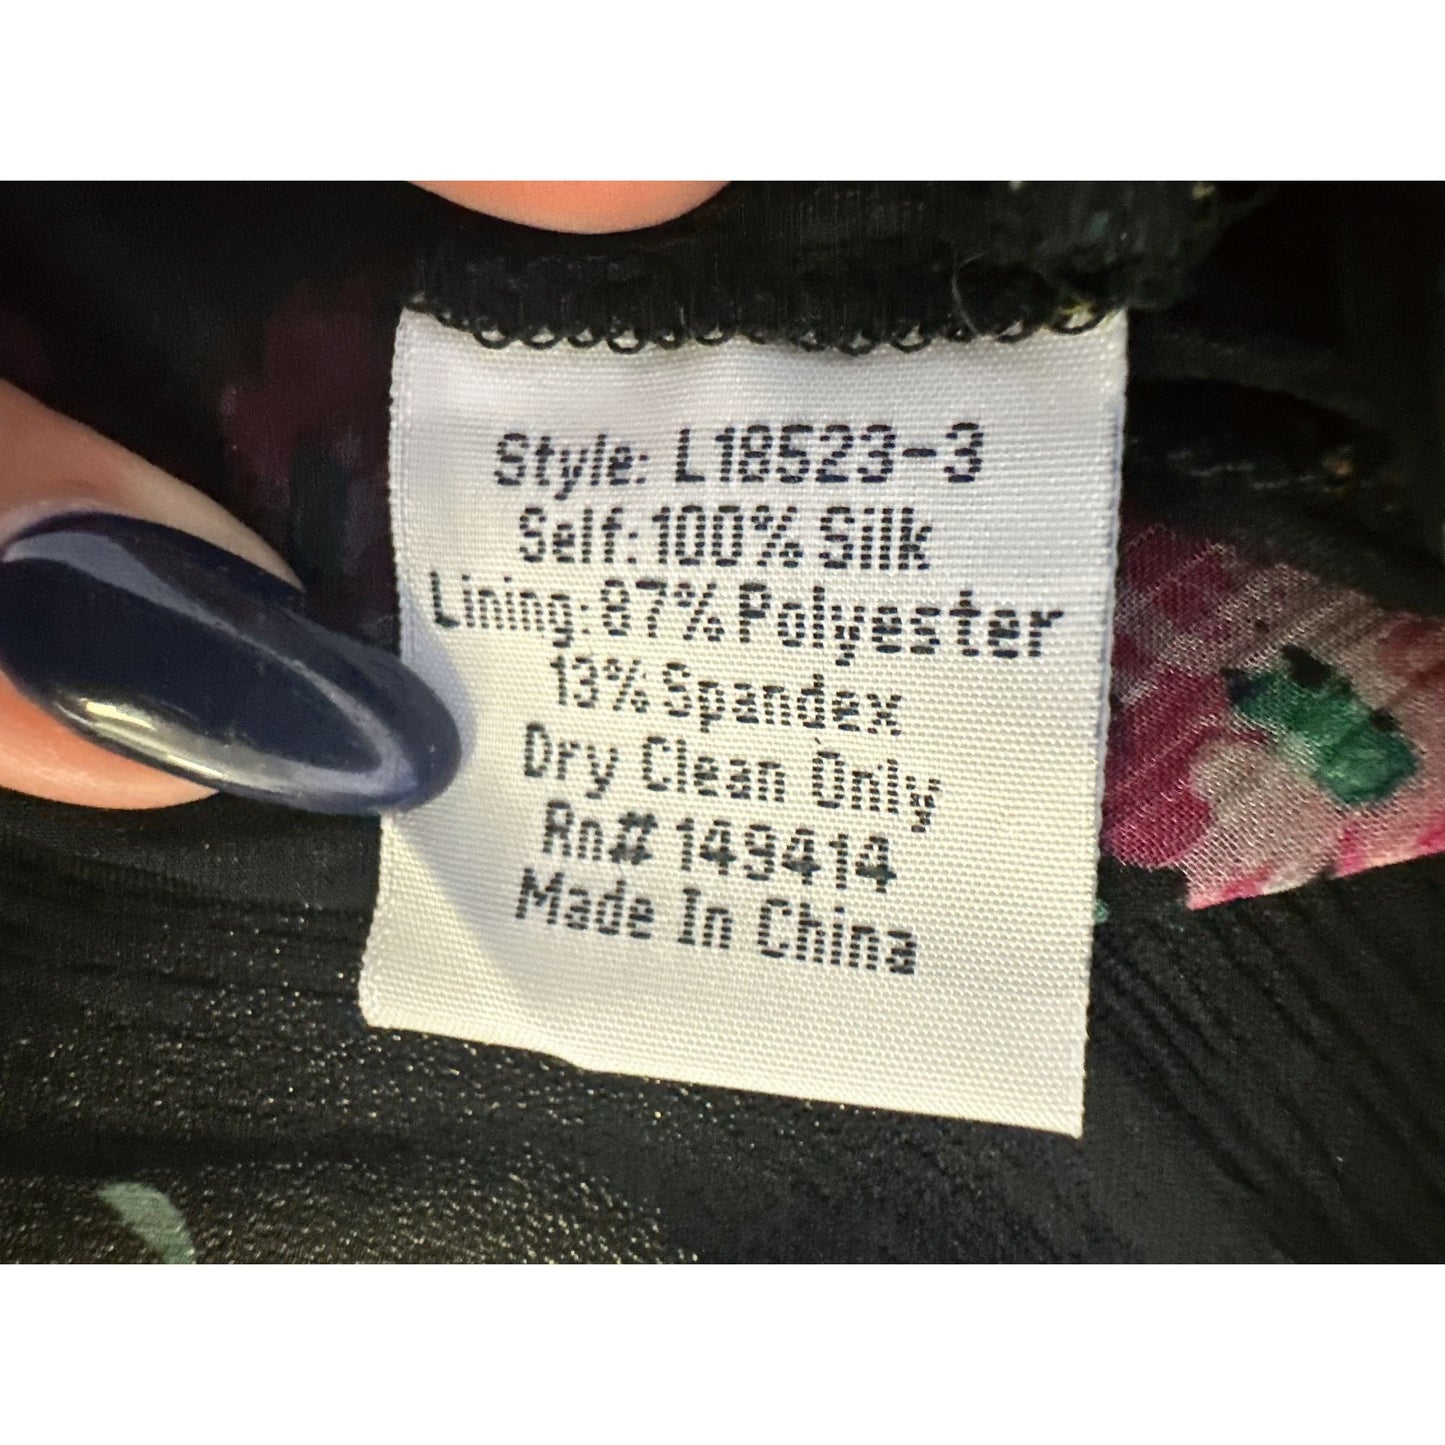 Style: L18523-3
Self:100% Silk
Lining:87% Polyester
13% Spandex
Dry Clean Only
Rn# 149414
Made In China